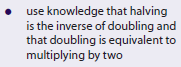 • use knowledge that halving
is the inverse of doubling and
that doubling is equivalent to
multiplying by two